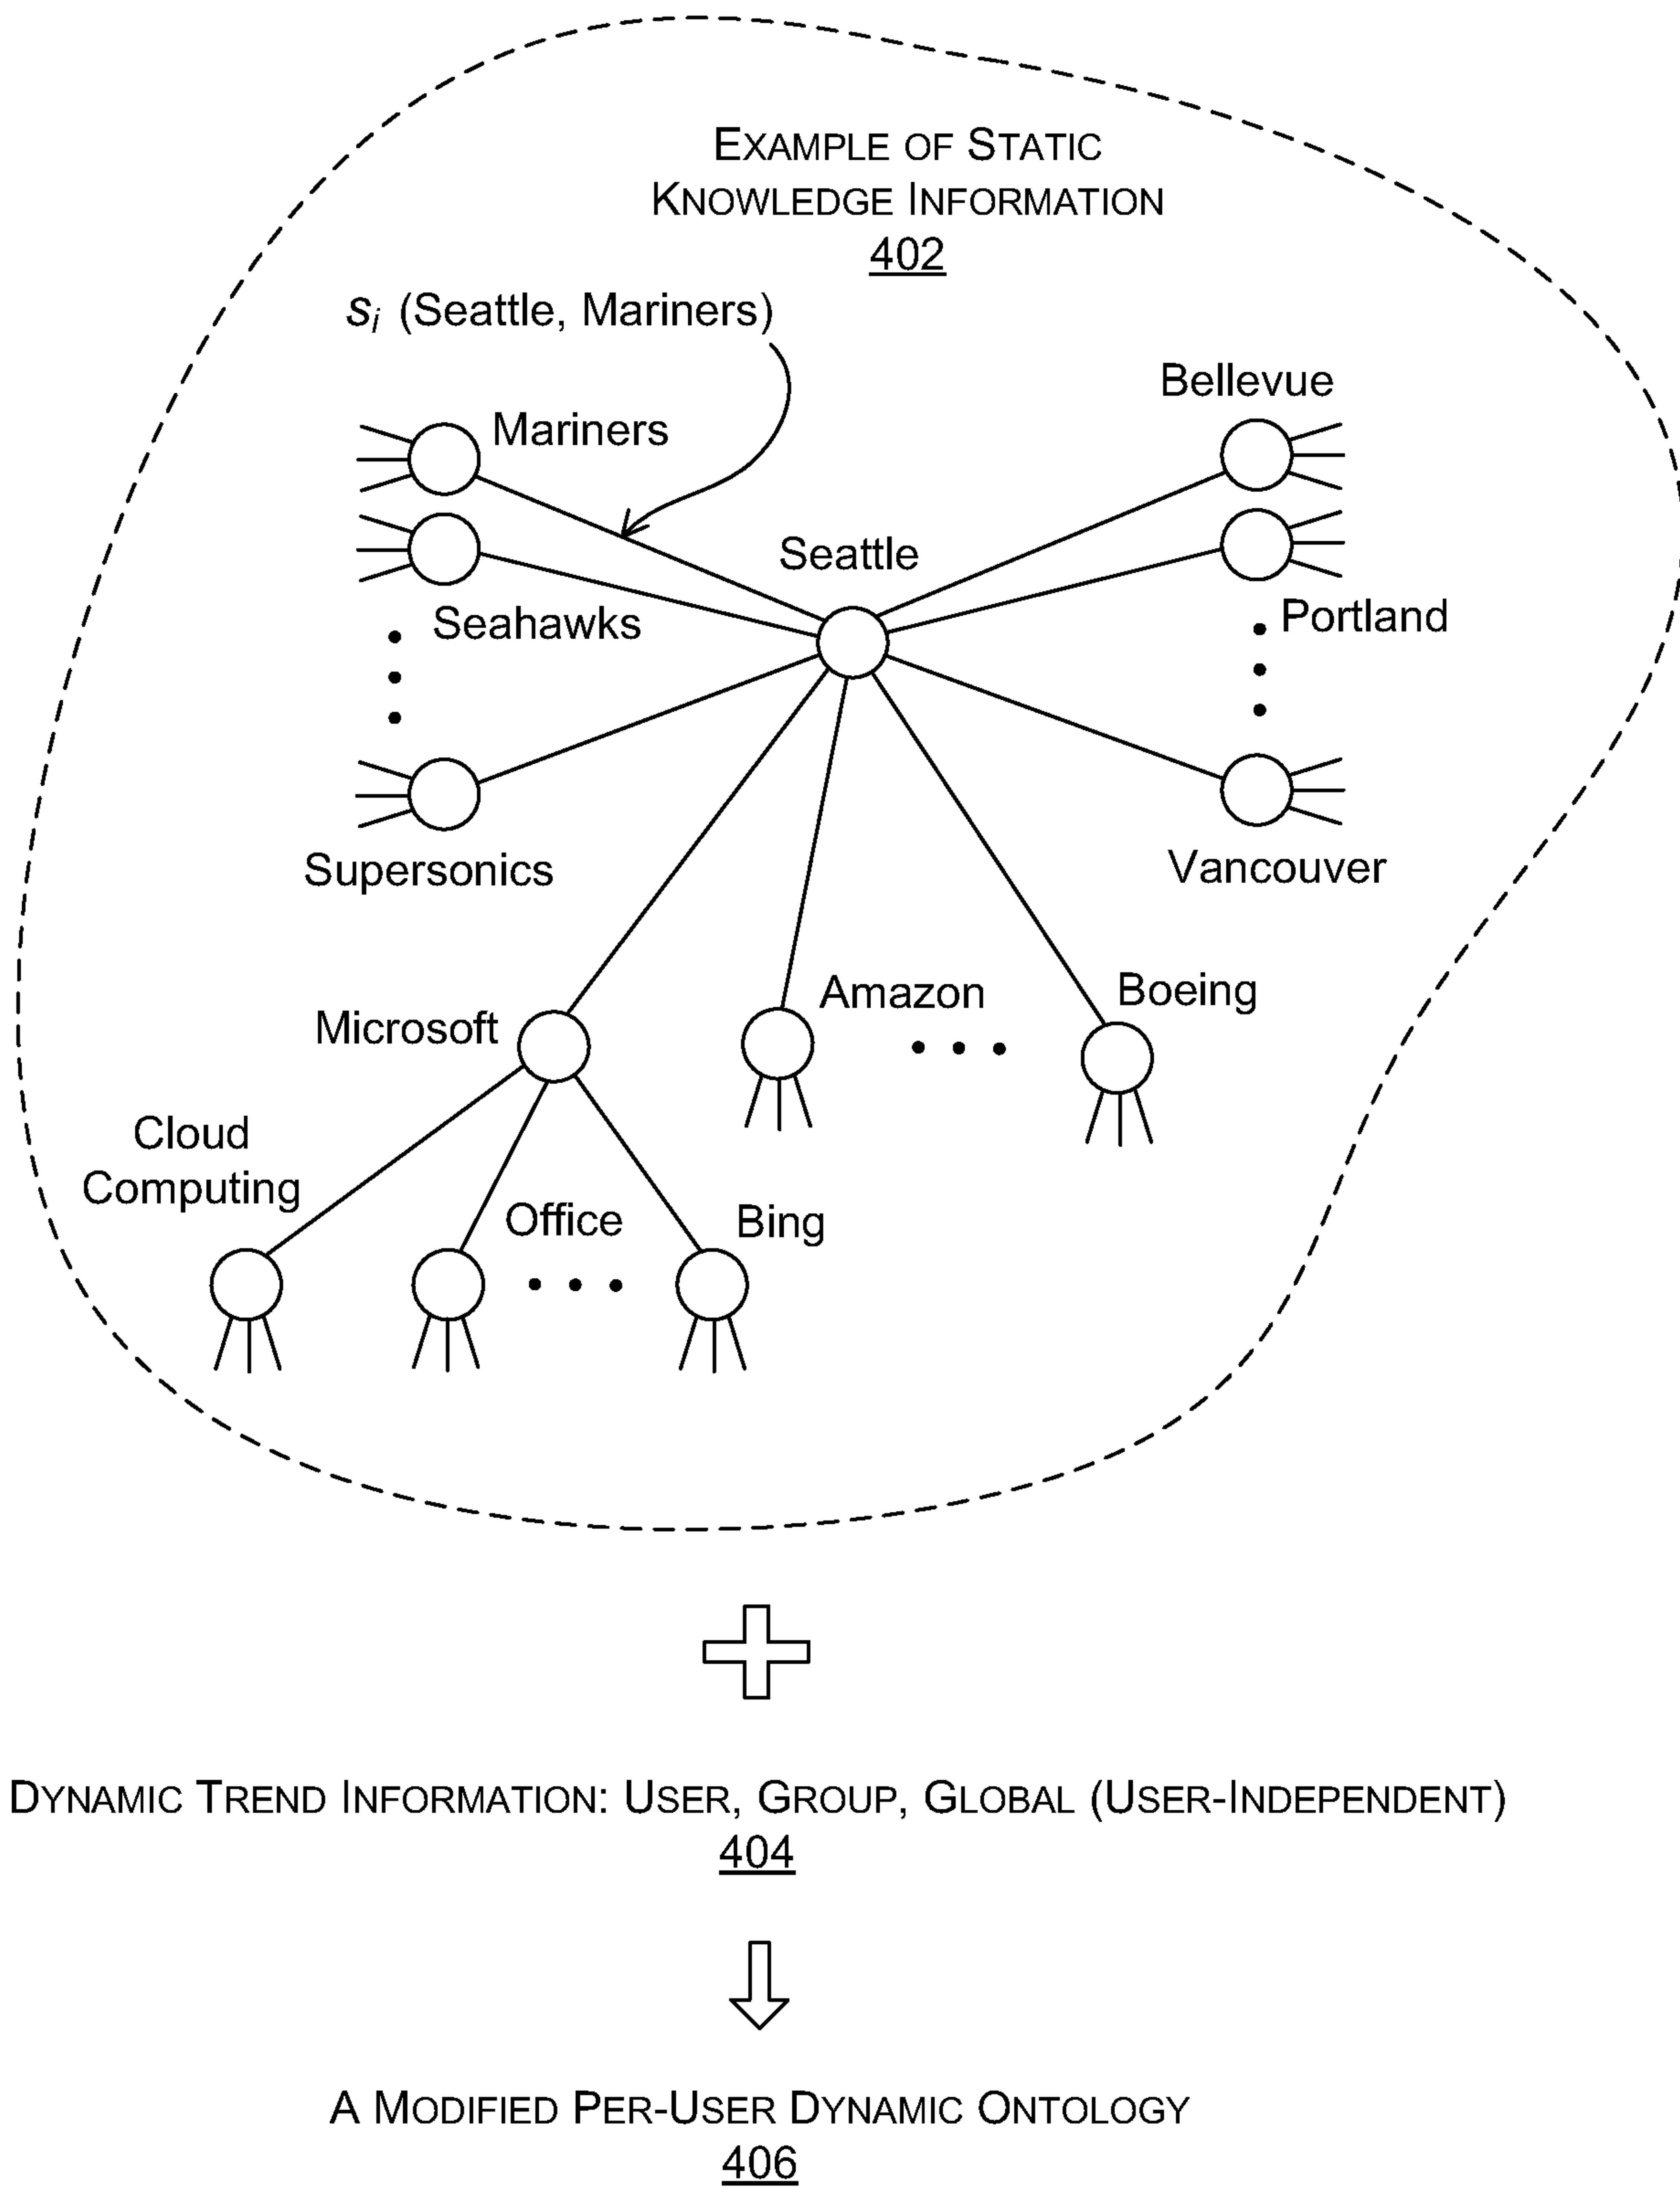 EXAMPLE OF STATIC
KNOWLEDGE INFORMATION
402
si (Seattle, Mariners)
Bellevue
Mariners
Seattle
Seahawks
Portland
Supersonics
Vancouver
Microsoft
Amazon
Boeing
Cloud
Computing
Office
Bing
DYNAMIC TREND INFORMATION: USER, GROUP, GLOBAL (USER-INDEPENDENT)
404
A MODIFIED PER-USER DYNAMIC ONTOLOGY
406